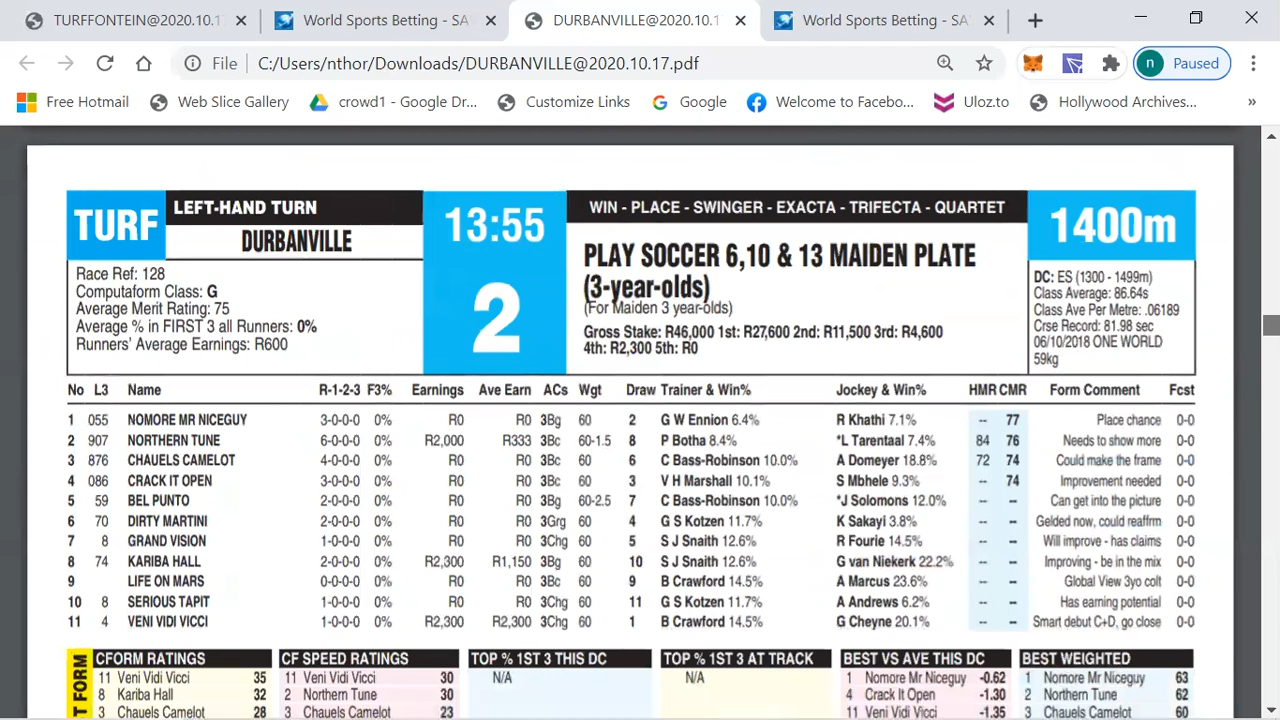 TURFFONTEIN@2020.10.1
World Sports Betting - SA
DURBANVILLE@2020.10.1
World Sports Betting - SA
File C:/Users/nthor/Downloads/DURBANVILLE@2020.10.17.pdf
n Paused
Free Hotmail Web Slice Gallery crowd1 - Google Dr... Customize Links Google Welcome to Facebo... Uloz.to Hollywood Archives... »
TURF LEFT-HAND TURN
DURBANVILLE
Race Ref: 128
Computaform Class: G
Average Merit Rating: 75
Average % in FIRST 3 all Runners: 0%
Runners' Average Earnings: R600
13:55
2
WIN - PLACE - SWINGER - EXACTA - TRIFECTA - QUARTET
PLAY SOCCER 6,10 & 13 MAIDEN PLATE
(3-year-olds)
(For Maiden 3 year-olds)
Gross Stake: R46,000 1st: R27,600 2nd: R11,500 3rd: R4,600
4th: R2,300 5th: R0
1400m
DC: ES (1300 - 1499m)
Class Average: 86.64s
Class Ave Per Metre: .06189
Crse Record: 81.98 sec
06/10/2018 ONE WORLD
59kg
No L3 Name R-1-2-3 F3% Earnings Ave Earn ACs Wgt Draw Trainer & Win% Jockey & Win% HMR CMR Form Comment Fcst
1 055 NOMORE MR NICEGUY 3-0-0-0 0% R0 R0 3Bg 60 2 G W Ennion 6.4% R Khathi 7.1% -- 77 Place chance 0-0
2 907 NORTHERN TUNE 6-0-0-0 0% R2,000 R333 3Bc 60-1.5 8 P Botha 8.4% *L Tarentaal 7.4% 84 76 Needs to show more 0-0
3 876 CHAUELS CAMELOT 4-0-0-0 0% R0 R0 3Bc 60 6 C Bass-Robinson 10.0% A Domeyer 18.8% 72 74 Could make the frame 0-0
4 086 CRACK IT OPEN 3-0-0-0 0% R0 R0 3Bc 60 3 V H Marshall 10.1% S Mbhele 9.3% -- 74 Improvement needed 0-0
5 59 BEL PUNTO 2-0-0-0 0% R0 R0 3Bg 60-2.5 7 C Bass-Robinson 10.0% *J Solomons 12.0% -- -- Can get into the picture 0-0
6 70 DIRTY MARTINI 2-0-0-0 0% R0 R0 3Grg 60 4 G S Kotzen 11.7% K Sakayi 3.8% -- -- Gelded now, could reaffrm 0-0
7 8 GRAND VISION 1-0-0-0 0% R0 R0 3Chg 60 5 S J Snaith 12.6% R Fourie 14.5% -- -- Will improve - has claims 0-0
8 74 KARIBA HALL 2-0-0-0 0% R2,300 R1,150 3Bg 60 10 S J Snaith 12.6% G van Niekerk 22.2% -- -- Improving - be in the mix 0-0
9 LIFE ON MARS 0-0-0-0 0% R0 R0 3Bc 60 9 B Crawford 14.5% A Marcus 23.6% -- -- Global View 3yo colt 0-0
10 8 SERIOUS TAPIT 1-0-0-0 0% R0 R0 3Chg 60 11 G S Kotzen 11.7% A Andrews 6.2% -- -- Has earning potential 0-0
11 4 VENI VIDI VICCI 1-0-0-0 0% R2,300 R2,300 3Chg 60 1 B Crawford 14.5% G Cheyne 20.1% -- -- Smart debut C+D, go close 0-0
CFORM RATINGS CF SPEED RATINGS TOP % 1ST 3 THIS DC TOP % 1ST 3 AT TRACK BEST VS AVE THIS DC BEST WEIGHTED
11 Veni Vidi Vicci 35 11 Veni Vidi Vicci 30 N/A N/A 1 Nomore Mr Niceguy -0.62 1 Nomore Mr Niceguy 63
8 Kariba Hall 32 2 Northern Tune 30 4 Crack It Open -1.30 2 Northern Tune 62
3 Chauels Camelot 28 3 Chauels Camelot 23 11 Veni Vidi Vicci -1.35 3 Chauels Camelot 60
T FORM